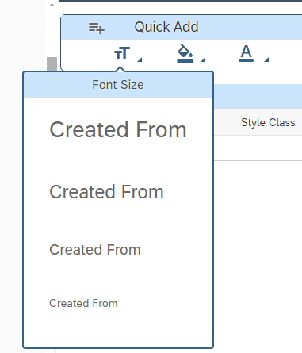 Quick Add
Font Size
Created From
Style Class
Created From
Created From
Created From